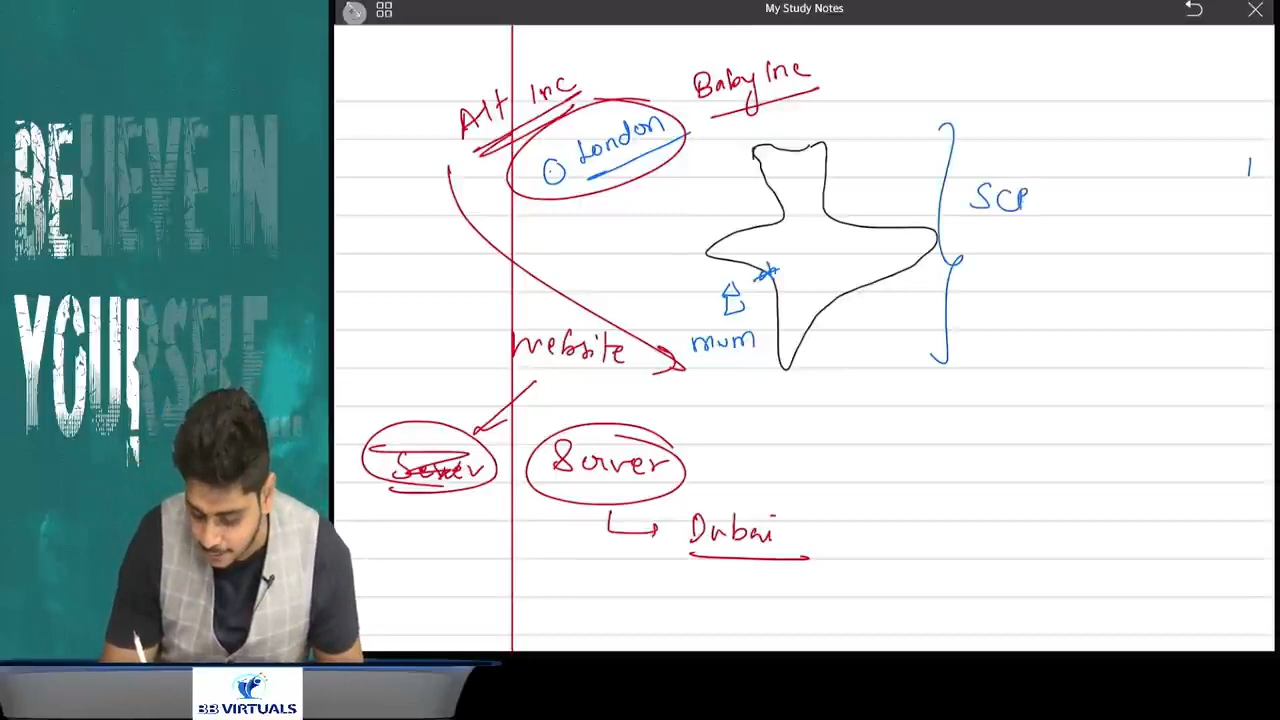 My Study Notes
BELIEVE IN
YOURSELF...
Alt Inc
Baby Inc
London
SCP
mum
Website
Server
Server
Dubai
BB VIRTUALS